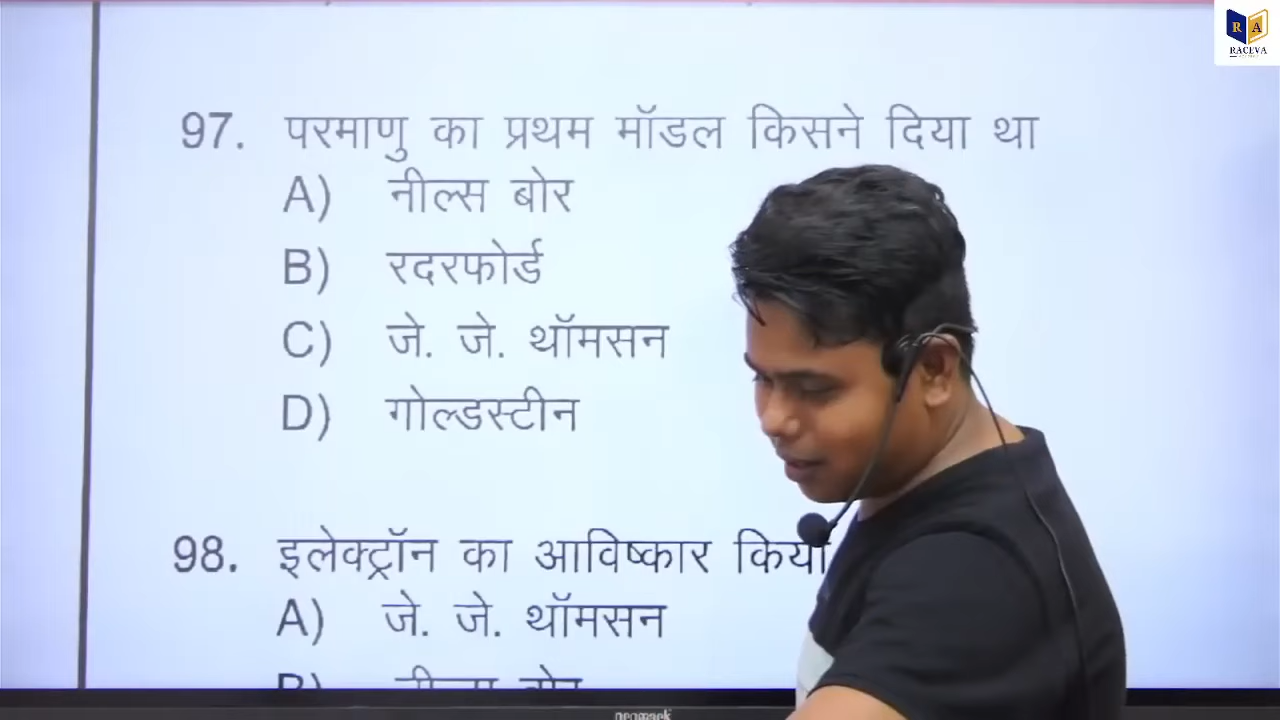 R A
RACEVA
97. परमाणु का प्रथम मॉडल किसने दिया था
A) नील्स बोर
B) रदरफोर्ड
C) जे. जे. थॉमसन
D) गोल्डस्टीन
98. इलेक्ट्रॉन का आविष्कार किया
A) जे. जे. थॉमसन